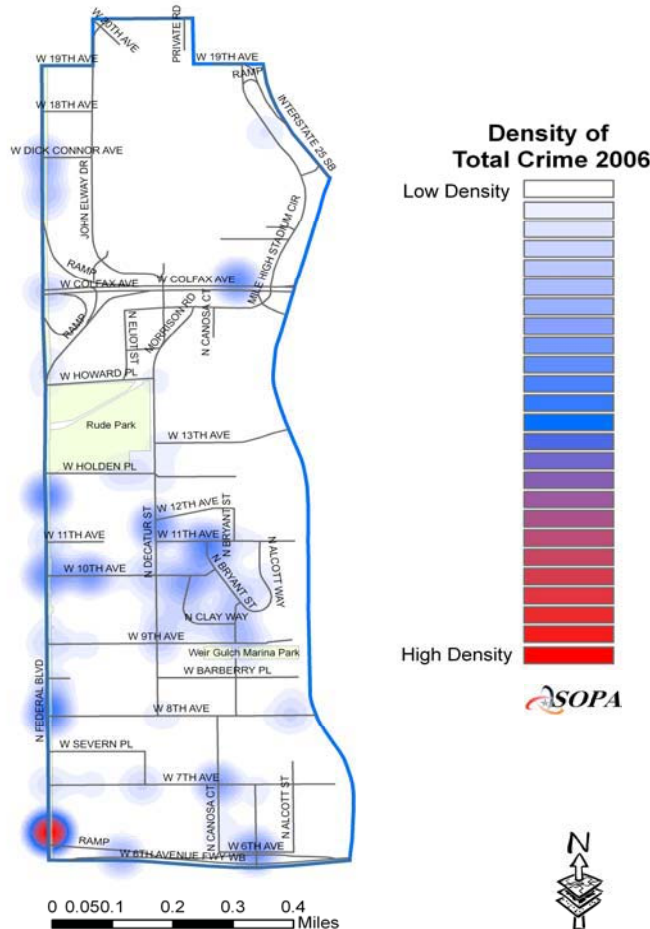 W 20TH AVE
PRIVATE RD
W 19TH AVE
W 19TH AVE
RAMP
W 18TH AVE
INTERSTATE 25 SB
W DICK CONNOR AVE
JOHN ELWAY DR
MILE HIGH STADIUM CIR
RAMP
W COLFAX AVE
W COLFAX AVE
RAMP
N ELIOT ST
MORRISON RD
N CANOSA CT
W HOWARD PL
Rude Park
W 13TH AVE
W HOLDEN PL
W 12TH AVE
N BRYANT ST
W 11TH AVE
W 11TH AVE
N DECATUR ST
N ALCOTT WAY
W 10TH AVE
N BRYANT ST
N CLAY WAY
W 9TH AVE
Weir Gulch Marina Park
W BARBERRY PL
N FEDERAL BLVD
W 8TH AVE
W SEVERN PL
W 7TH AVE
N CANOSA CT
N ALCOTT ST
RAMP
W 6TH AVE
W 6TH AVENUE FWY WB
0 0.050.1 0.2 0.3 0.4
Miles
Density of
Total Crime 2006
Low Density
High Density
SOPA
N